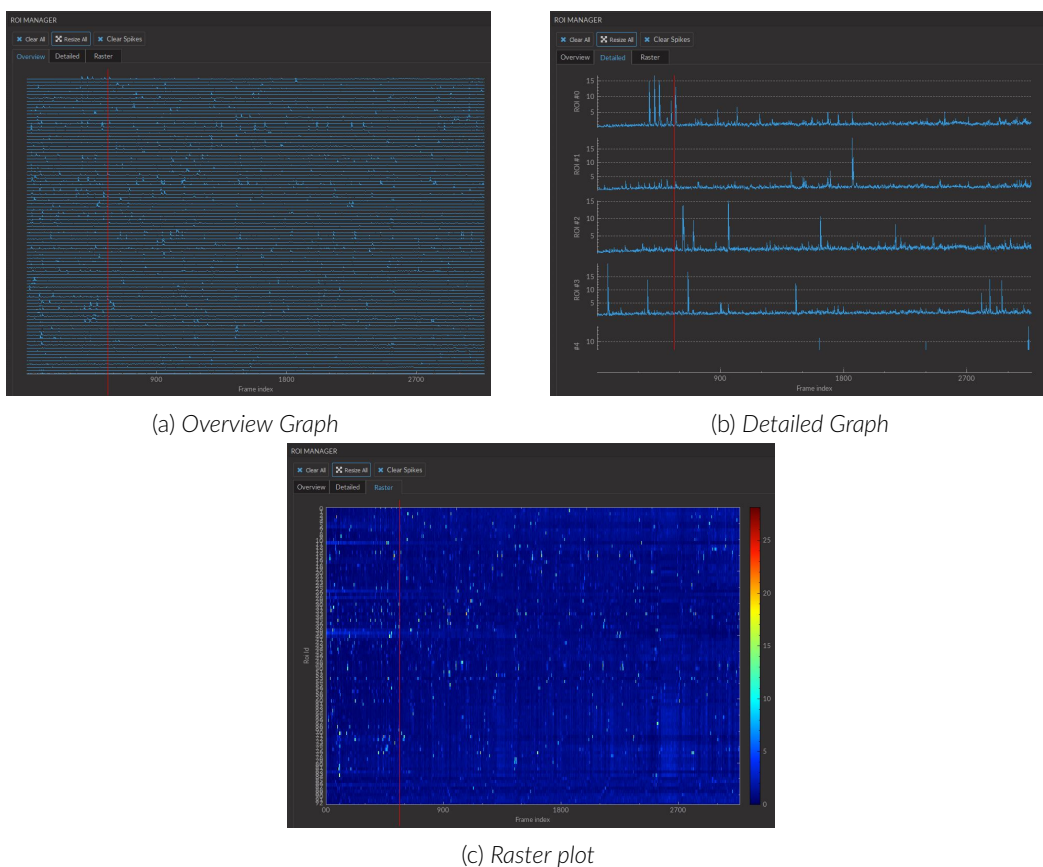 ROI MANAGER
Clear All Resize All Clear Spikes
Overview Detailed Raster
900 1800 2700
Frame index
(a) Overview Graph
ROI MANAGER
Clear All Resize All Clear Spikes
Overview Detailed Raster
ROI #0 15 10 5
ROI #1 15 10 5
ROI #2 15 10 5
ROI #3 15 10 5
#4 10
900 1800 2700
Frame index
(b) Detailed Graph
ROI MANAGER
Clear All Resize All Clear Spikes
Overview Detailed Raster
Roi Id
25
20
15
10
5
0
00 900 1800 2700
Frame index
(c) Raster plot